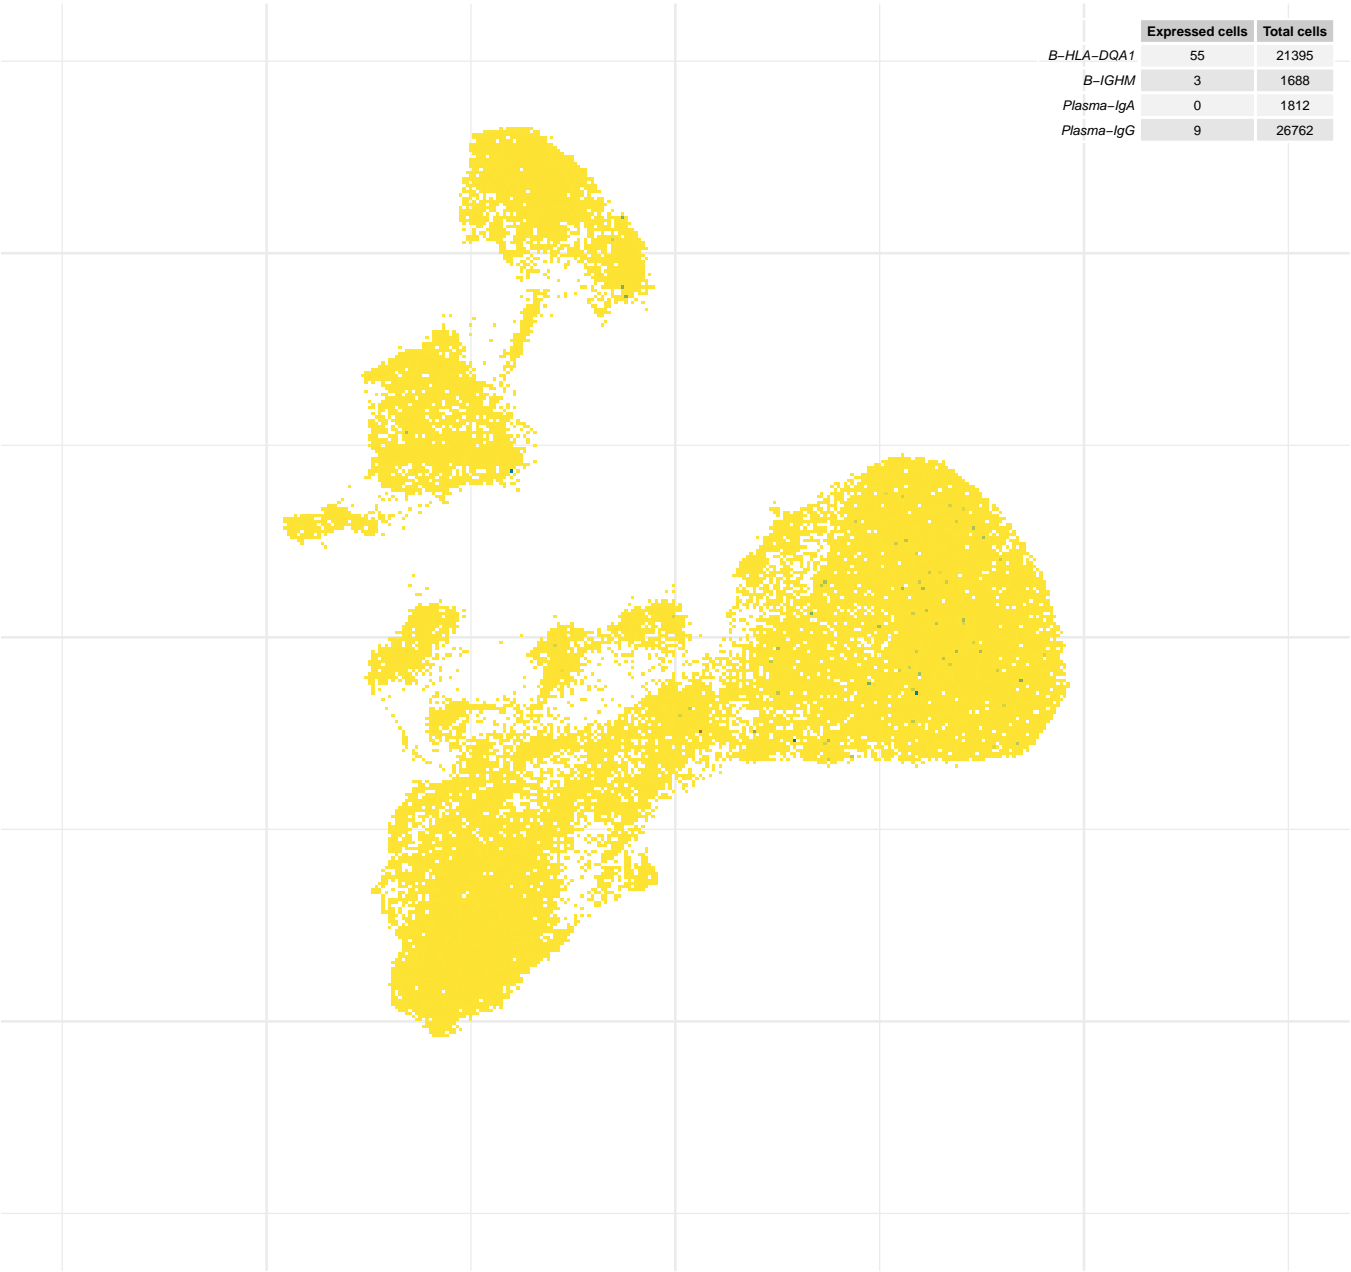 Expressed cells Total cells
B−HLA−DQA1 55 21395
B−IGHM 3 1688
Plasma−IgA 0 1812
Plasma−IgG 9 26762